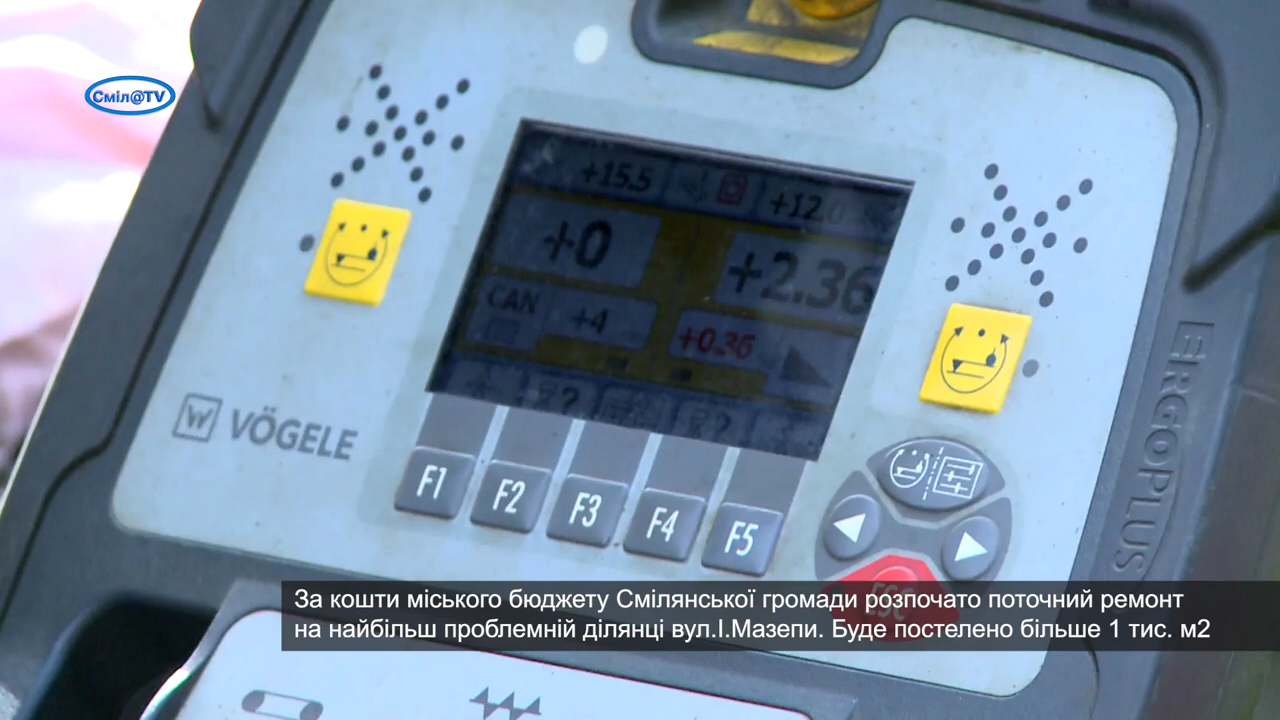 Сміл@TV
+15.5
+12.0
+0
+2.36
CAN
+4
+0.36
?
?
VÖGELE
F1
F2
F3
F4
F5
ERGOPLUS
ESC
За кошти міського бюджету Смілянської громади розпочато поточний ремонт
на найбільш проблемній ділянці вул.І.Мазепи. Буде постелено більше 1 тис. м2